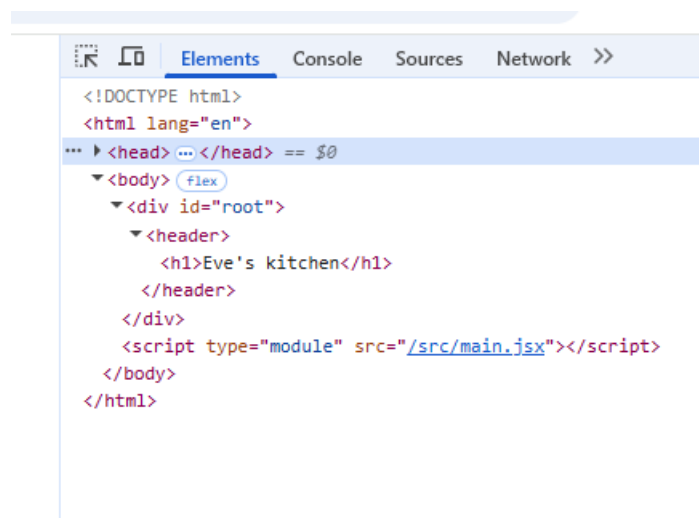 Elements Console Sources Network
<!DOCTYPE html>
<html lang="en">
<head>…</head> == $0
<body> flex
<div id="root">
<header>
<h1>Eve's kitchen</h1>
</header>
</div>
<script type="module" src="/src/main.jsx"></script>
</body>
</html>